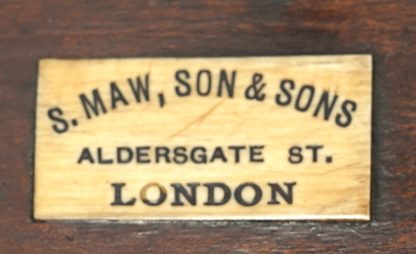 S. MAW, SON & SONS
ALDERSGATE ST.
LONDON